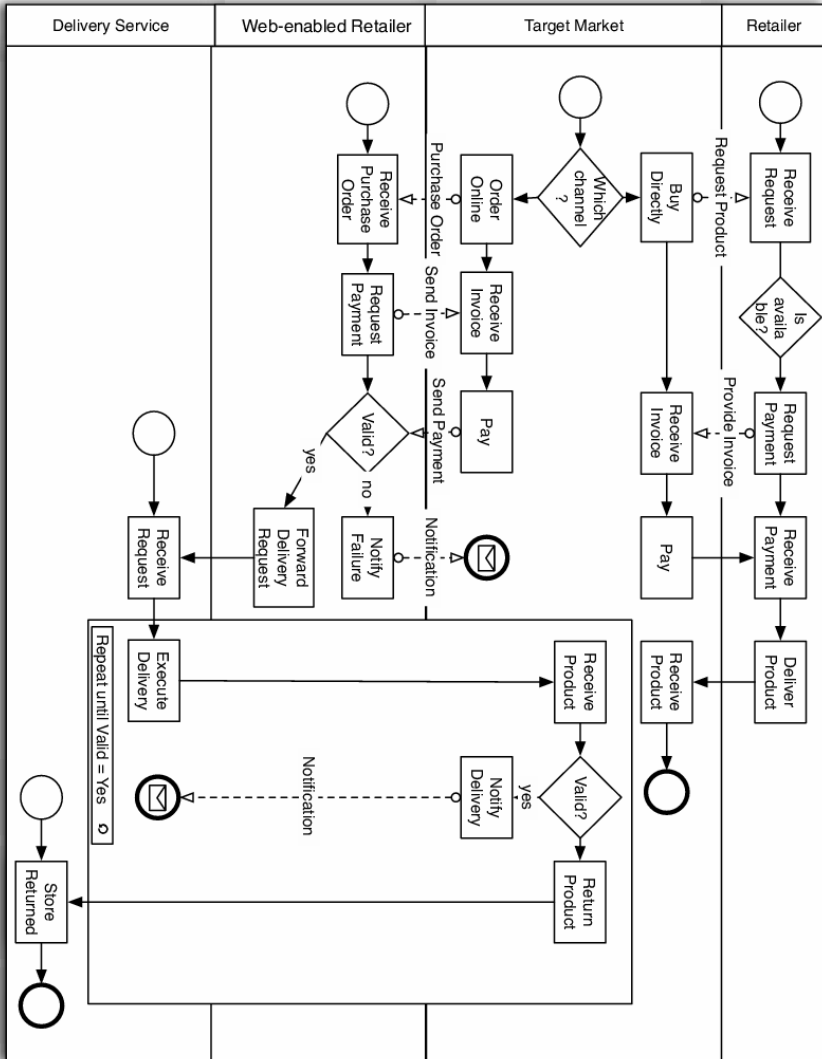 Delivery Service
Web-enabled Retailer
Target Market
Retailer
Receive
Request
Is
availa
ble?
Request
Payment
Receive
Payment
Deliver
Product
Request Product
Provide Invoice
Which
channel
?
Buy
Directly
Receive
Invoice
Pay
Receive
Product
Order
Online
Receive
Invoice
Pay
Purchase Order
Send Invoice
Send Payment
Notification
Receive
Purchase
Order
Request
Payment
Valid?
yes
no
Notify
Failure
Forward
Delivery
Request
Receive
Request
Execute
Delivery
Receive
Product
Valid?
yes
Notify
Delivery
Return
Product
Notification
Repeat until Valid = Yes
Store
Returned